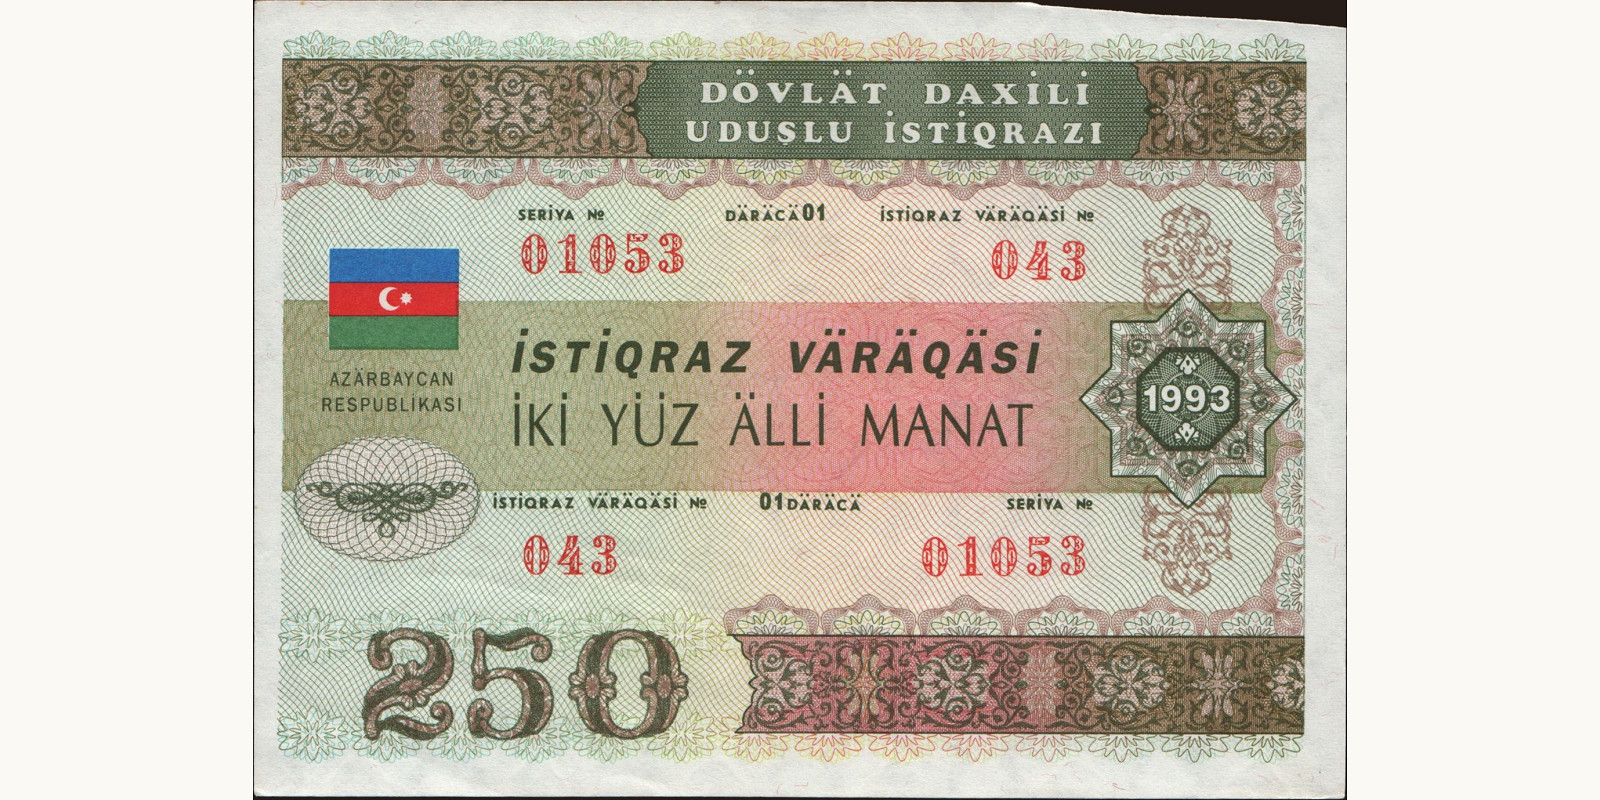 DÖVLÄT DAXİLİ
UDUŞLU İSTİQRAZI
SERİYA № DÄRÄCÄ 01 İSTİQRAZ VÄRÄQÄSİ №
01053 043
İSTİQRAZ VÄRÄQÄSİ
İKİ YÜZ ÄLLİ MANAT
AZÄRBAYCAN
RESPUBLİKASI
1993
İSTİQRAZ VÄRÄQÄSİ № 01 DÄRÄCÄ SERİYA №
043 01053
250